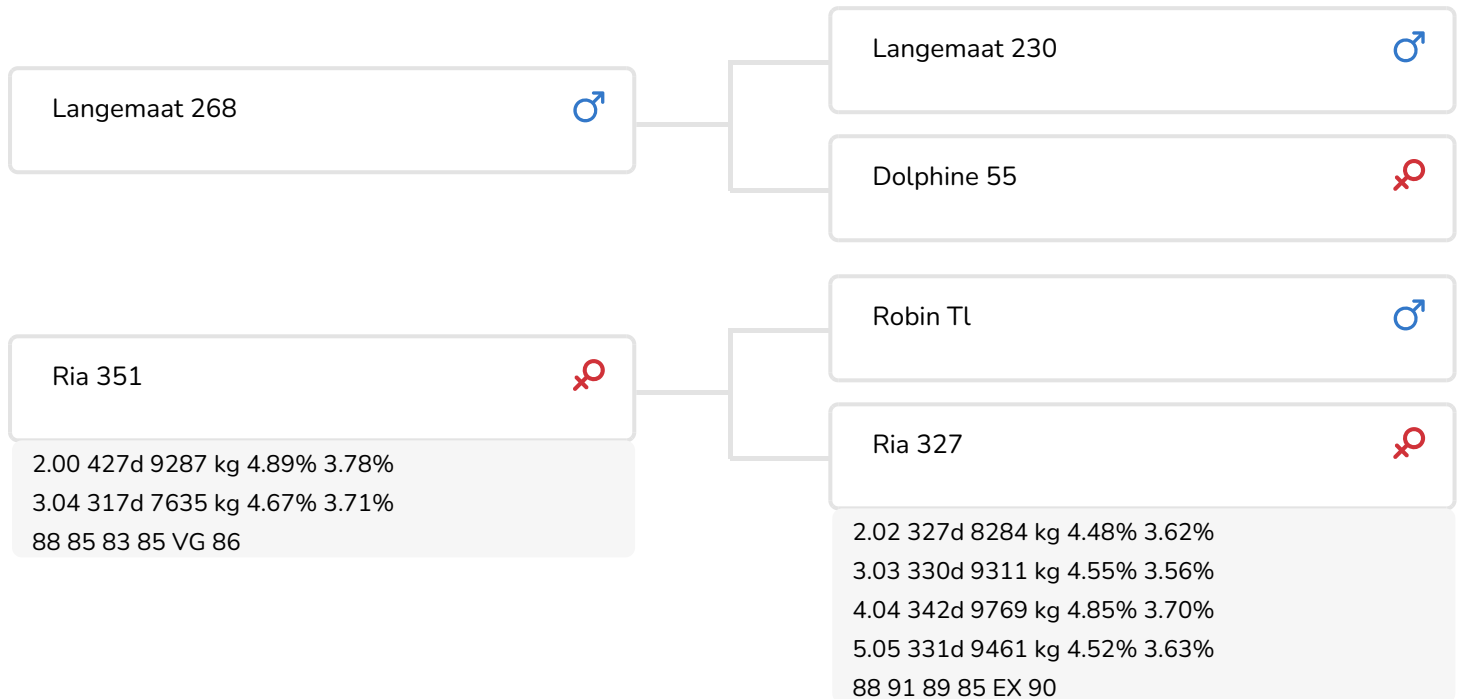 Langemaat 268
Langemaat 230
Dolphine 55
Ria 351
2.00 427d 9287 kg 4.89% 3.78%
3.04 317d 7635 kg 4.67% 3.71%
88 85 83 85 VG 86
Robin Tl
Ria 327
2.02 327d 8284 kg 4.48% 3.62%
3.03 330d 9311 kg 4.55% 3.56%
4.04 342d 9769 kg 4.85% 3.70%
5.05 331d 9461 kg 4.52% 3.63%
88 91 89 85 EX 90